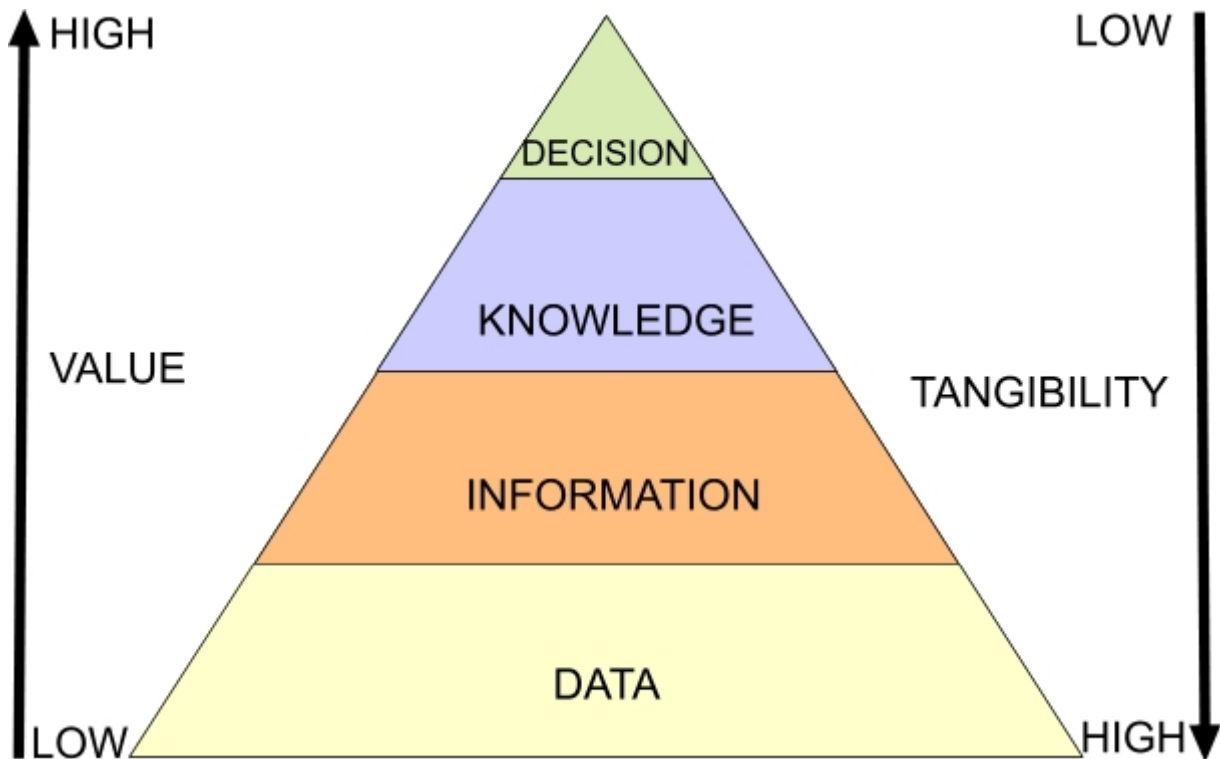 HIGH
LOW
DECISION
KNOWLEDGE
VALUE
TANGIBILITY
INFORMATION
DATA
LOW
HIGH